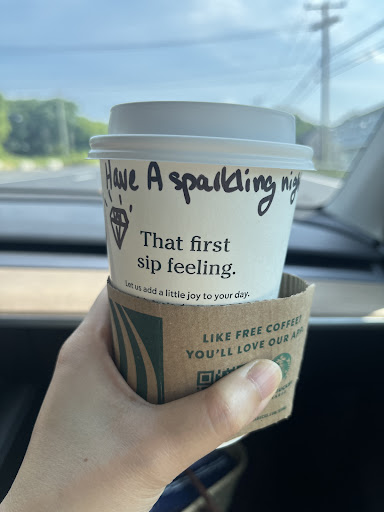 Have A sparkling nig
That first
sip feeling.
Let us add a little joy to your day.
LIKE FREE COFFEE?
YOU'LL LOVE OUR APP.